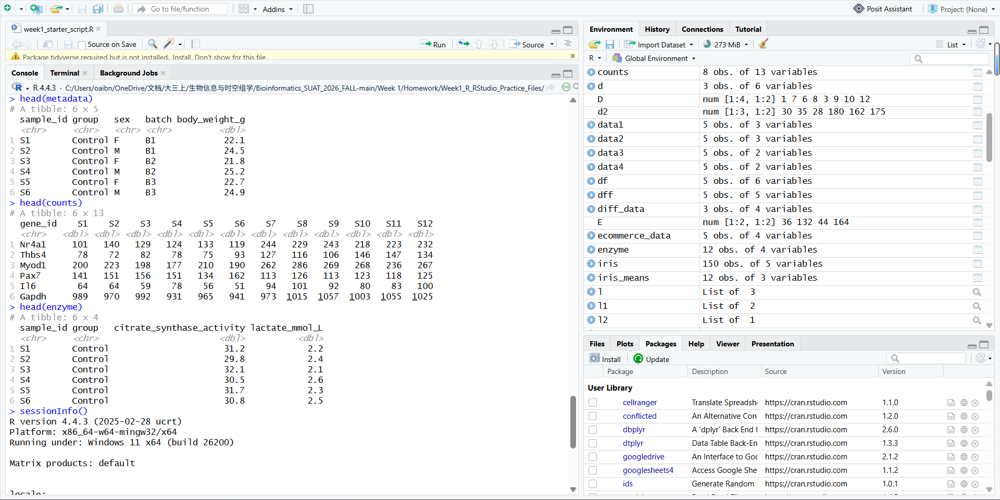 Go to file/function
Addins
Posit Assistant
Project: (None)
week1_starter_script.R
Source on Save
Run
Source
Package tidyverse required but is not installed. Install Don't show for this file
Console Terminal Background Jobs
R 4.4.3 · C:/Users/oaibn/OneDrive/文档/大三上/生物信息与时空组学/Bioinformatics_SUAT_2026_FALL-main/Week 1/Homework/Week1_R_RStudio_Practice_Files/
> head(metadata)
# A tibble: 6 × 5
sample_id group sex batch body_weight_g
<chr> <chr> <chr> <chr> <dbl>
1 S1 Control F B1 22.1
2 S2 Control M B1 24.5
3 S3 Control F B2 21.8
4 S4 Control M B2 25.2
5 S5 Control F B3 22.7
6 S6 Control M B3 24.9
> head(counts)
# A tibble: 6 × 13
gene_id S1 S2 S3 S4 S5 S6 S7 S8 S9 S10 S11 S12
<chr> <dbl> <dbl> <dbl> <dbl> <dbl> <dbl> <dbl> <dbl> <dbl> <dbl> <dbl> <dbl>
1 Nr4a1 101 140 129 124 133 119 244 229 243 218 223 232
2 Thbs4 78 72 82 78 75 93 127 116 106 146 147 134
3 Myod1 200 223 198 177 210 190 262 286 269 268 236 267
4 Pax7 141 151 156 151 134 162 113 126 113 123 118 125
5 Il6 64 64 59 78 56 51 94 101 92 80 83 100
6 Gapdh 989 970 992 931 965 941 973 1015 1057 1003 1055 1025
> head(enzyme)
# A tibble: 6 × 4
sample_id group citrate_synthase_activity lactate_mmol_L
<chr> <chr> <dbl> <dbl>
1 S1 Control 31.2 2.2
2 S2 Control 29.8 2.4
3 S3 Control 32.1 2.1
4 S4 Control 30.5 2.6
5 S5 Control 31.7 2.3
6 S6 Control 30.8 2.5
> sessionInfo()
R version 4.4.3 (2025-02-28 ucrt)
Platform: x86_64-w64-mingw32/x64
Running under: Windows 11 x64 (build 26200)
Matrix products: default
locale:
Environment History Connections Tutorial
Import Dataset 273 MiB List
R Global Environment
counts 8 obs. of 13 variables
d 3 obs. of 6 variables
D num [1:4, 1:2] 1 7 6 8 3 9 10 12
d2 num [1:3, 1:2] 30 35 28 180 162 175
data1 5 obs. of 3 variables
data2 5 obs. of 3 variables
data3 5 obs. of 2 variables
data4 5 obs. of 2 variables
df 5 obs. of 6 variables
dff 5 obs. of 5 variables
diff_data 3 obs. of 4 variables
E num [1:2, 1:2] 36 132 44 164
ecommerce_data 5 obs. of 4 variables
enzyme 12 obs. of 4 variables
iris 150 obs. of 5 variables
iris_means 12 obs. of 3 variables
l List of 3
l1 List of 2
l2 List of 1
Files Plots Packages Help Viewer Presentation
Install Update
Package Description Source Version
User Library
cellranger Translate Spreadsh https://cran.rstudio.com 1.1.0
conflicted An Alternative Con https://cran.rstudio.com 1.2.0
dbplyr A 'dplyr' Back End f https://cran.rstudio.com 2.6.0
dtplyr Data Table Back-En https://cran.rstudio.com 1.3.3
googledrive An Interface to Goo https://cran.rstudio.com 2.1.2
googlesheets4 Access Google She https://cran.rstudio.com 1.1.2
ids Generate Random https://cran.rstudio.com 1.0.1